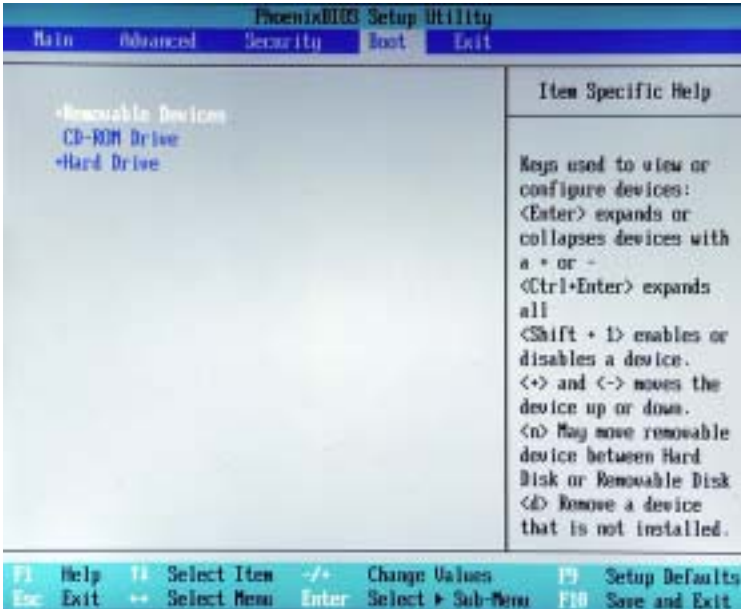 PhoenixBIOS Setup Utility
Main Advanced Security Boot Exit
+Removable Devices
CD-ROM Drive
+Hard Drive
Item Specific Help
Keys used to view or
configure devices:
<Enter> expands or
collapses devices with
a + or -
<Ctrl+Enter> expands
all
<Shift + 1> enables or
disables a device.
<+> and <-> moves the
device up or down.
<n> May move removable
device between Hard
Disk or Removable Disk
<d> Remove a device
that is not installed.
F1 Help ↑↓ Select Item -/+ Change Values F9 Setup Defaults
Esc Exit ↔ Select Menu Enter Select ▶ Sub-Menu F10 Save and Exit